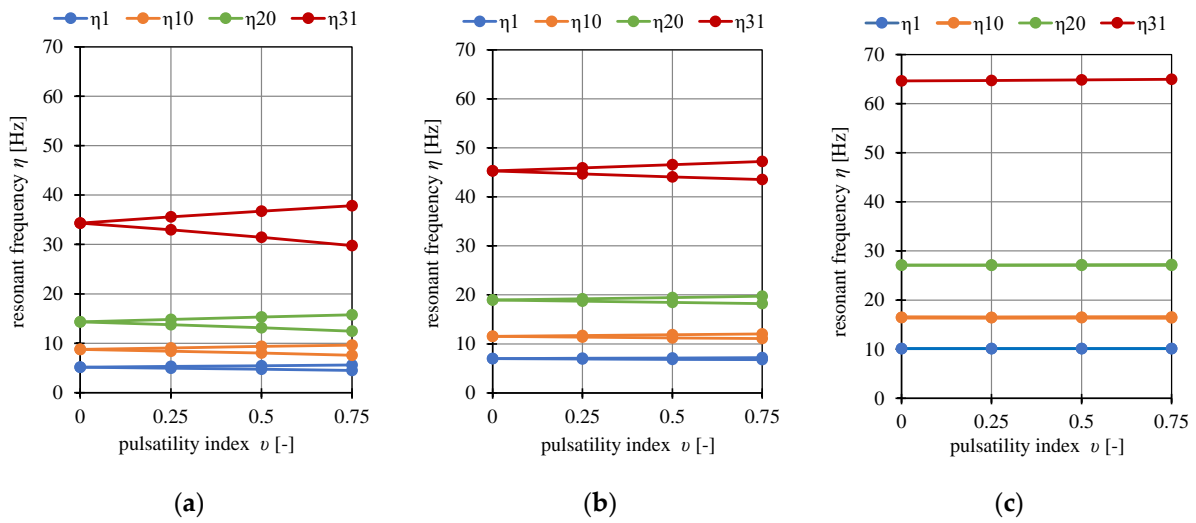 η1 η10 η20 η31
70
60
50
40
30
20
10
0
resonant frequency η [Hz]
0 0.25 0.5 0.75
pulsatility index υ [-]
(a)
η1 η10 η20 η31
70
60
50
40
30
20
10
0
resonant frequency η [Hz]
0 0.25 0.5 0.75
pulsatility index υ [-]
(b)
η1 η10 η20 η31
70
60
50
40
30
20
10
0
resonant frequency η [Hz]
0 0.25 0.5 0.75
pulsatility index υ [-]
(c)